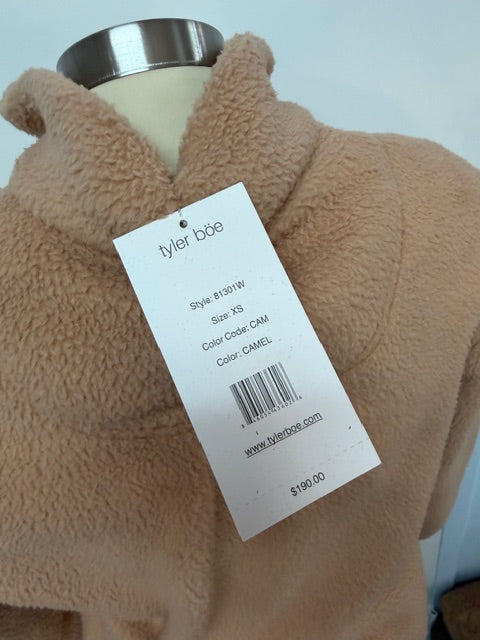 tyler böe
Style: 81301W
Size: XS
Color Code: CAM
Color: CAMEL
www.tylerboe.com
$190.00